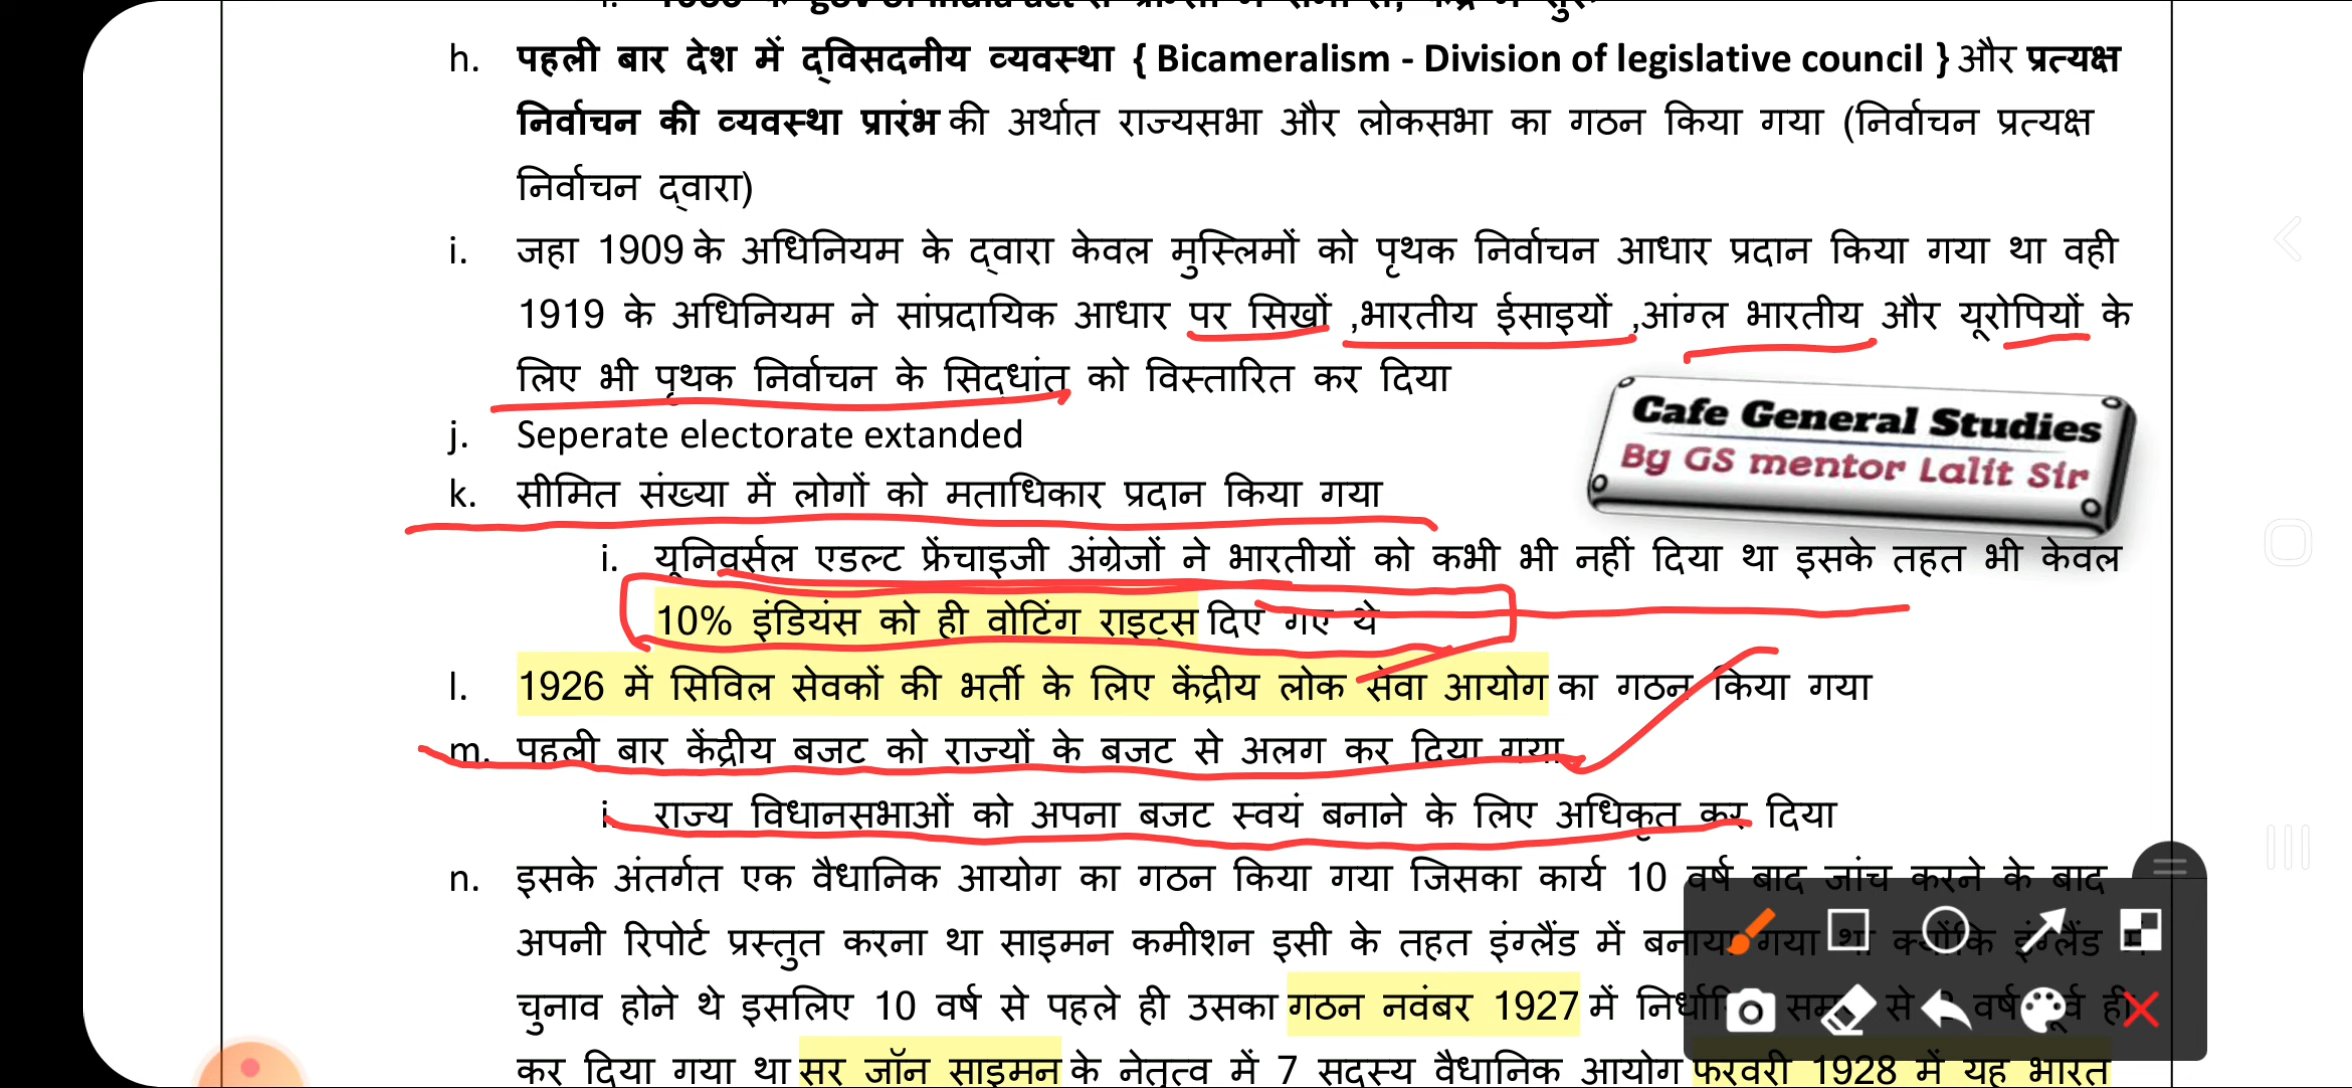 h. पहली बार देश में द्विसदनीय व्यवस्था { Bicameralism - Division of legislative council } और प्रत्यक्ष
निर्वाचन की व्यवस्था प्रारंभ की अर्थात राज्यसभा और लोकसभा का गठन किया गया (निर्वाचन प्रत्यक्ष
निर्वाचन द्वारा)
i. जहा 1909 के अधिनियम के द्वारा केवल मुस्लिमों को पृथक निर्वाचन आधार प्रदान किया गया था वही
1919 के अधिनियम ने सांप्रदायिक आधार पर सिखों ,भारतीय ईसाइयों ,आंग्ल भारतीय और यूरोपियों के
लिए भी पृथक निर्वाचन के सिद्धांत को विस्तारित कर दिया
Cafe General Studies
By GS mentor Lalit Sir
j. Seperate electorate extanded
k. सीमित संख्या में लोगों को मताधिकार प्रदान किया गया
i. यूनिवर्सल एडल्ट फ्रेंचाइजी अंग्रेजों ने भारतीयों को कभी भी नहीं दिया था इसके तहत भी केवल
10% इंडियंस को ही वोटिंग राइट्स दिए गए थे
l. 1926 में सिविल सेवकों की भर्ती के लिए केंद्रीय लोक सेवा आयोग का गठन किया गया
m. पहली बार केंद्रीय बजट को राज्यों के बजट से अलग कर दिया गया
i. राज्य विधानसभाओं को अपना बजट स्वयं बनाने के लिए अधिकृत कर दिया
n. इसके अंतर्गत एक वैधानिक आयोग का गठन किया गया जिसका कार्य 10 वर्ष बाद जांच करने के बाद
अपनी रिपोर्ट प्रस्तुत करना था साइमन कमीशन इसी के तहत इंग्लैंड में बनाया गया था क्योंकि इंग्लैंड में
चुनाव होने थे इसलिए 10 वर्ष से पहले ही उसका गठन नवंबर 1927 में से वर्ष ही
कर दिया गया था सर जॉन साइमन के नेतृत्व में 7 सदस्य वैधानिक आयोग फरवरी 1928 में यह भारत